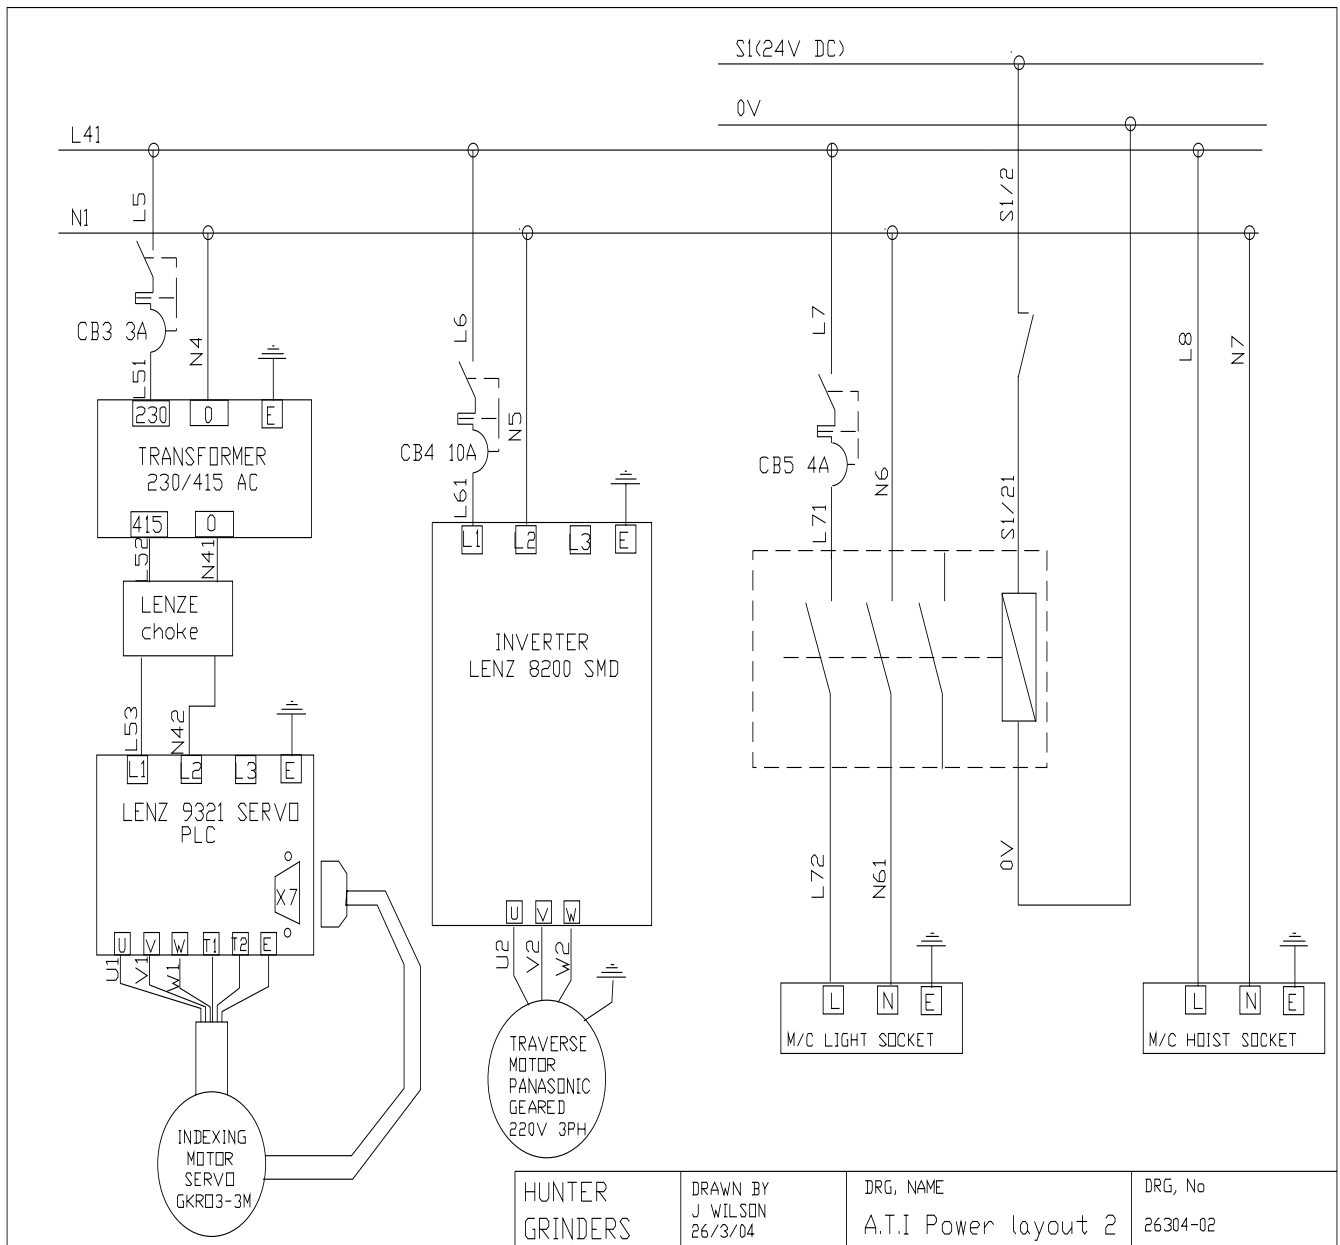 S1(24V DC)
0V
L41
N1
L5
N4
CB3 3A
L51
230
0
E
TRANSFORMER
230/415 AC
415
0
L52
N41
LENZE
choke
L53
N42
L1
L2
L3
E
LENZ 9321 SERVO
PLC
X7
U
V
W
T1
T2
E
U1
V1
W1
INDEXING
MOTOR
SERVO
GKR03-3M
L6
N5
CB4 10A
L61
L1
L2
L3
E
INVERTER
LENZ 8200 SMD
U
V
W
U2
V2
W2
TRAVERSE
MOTOR
PANASONIC
GEARED
220V 3PH
L7
N6
CB5 4A
L71
S1/2
S1/21
L72
N61
0V
L
N
E
M/C LIGHT SOCKET
L8
N7
L
N
E
M/C HOIST SOCKET
HUNTER
GRINDERS
DRAWN BY
J WILSON
26/3/04
DRG, NAME
A.T.I Power layout 2
DRG, No
26304-02